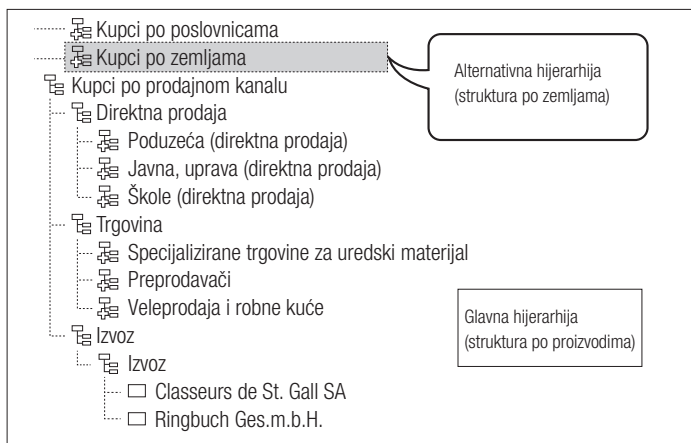 Kupci po poslovnicama
Kupci po zemljama
Kupci po prodajnom kanalu
Direktna prodaja
Poduzeća (direktna prodaja)
Javna, uprava (direktna prodaja)
Škole (direktna prodaja)
Trgovina
Specijalizirane trgovine za uredski materijal
Preprodavači
Veleprodaja i robne kuće
Izvoz
Izvoz
Classeurs de St. Gall SA
Ringbuch Ges.m.b.H.
Alternativna hijerarhija
(struktura po zemljama)
Glavna hijerarhija
(struktura po proizvodima)